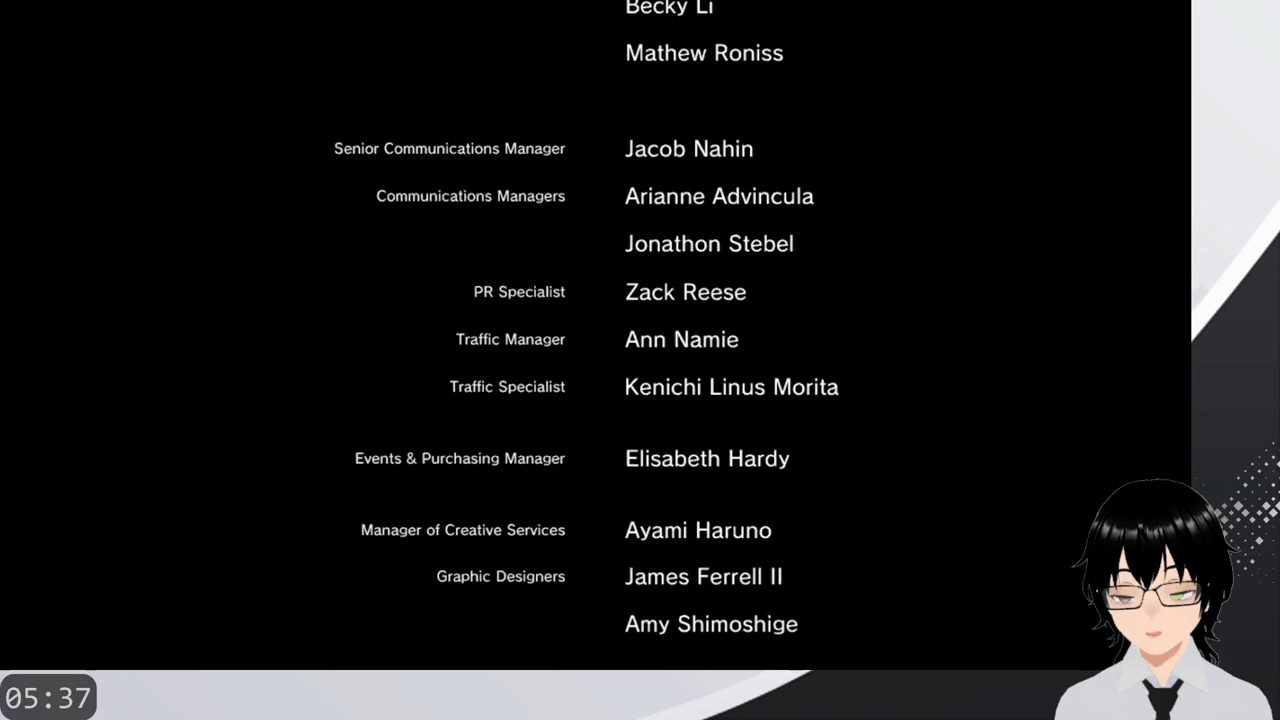 Becky Li
Mathew Roniss
Senior Communications Manager Jacob Nahin
Communications Managers Arianne Advincula
Jonathon Stebel
PR Specialist Zack Reese
Traffic Manager Ann Namie
Traffic Specialist Kenichi Linus Morita
Events & Purchasing Manager Elisabeth Hardy
Manager of Creative Services Ayami Haruno
Graphic Designers James Ferrell II
Amy Shimoshige
05:37